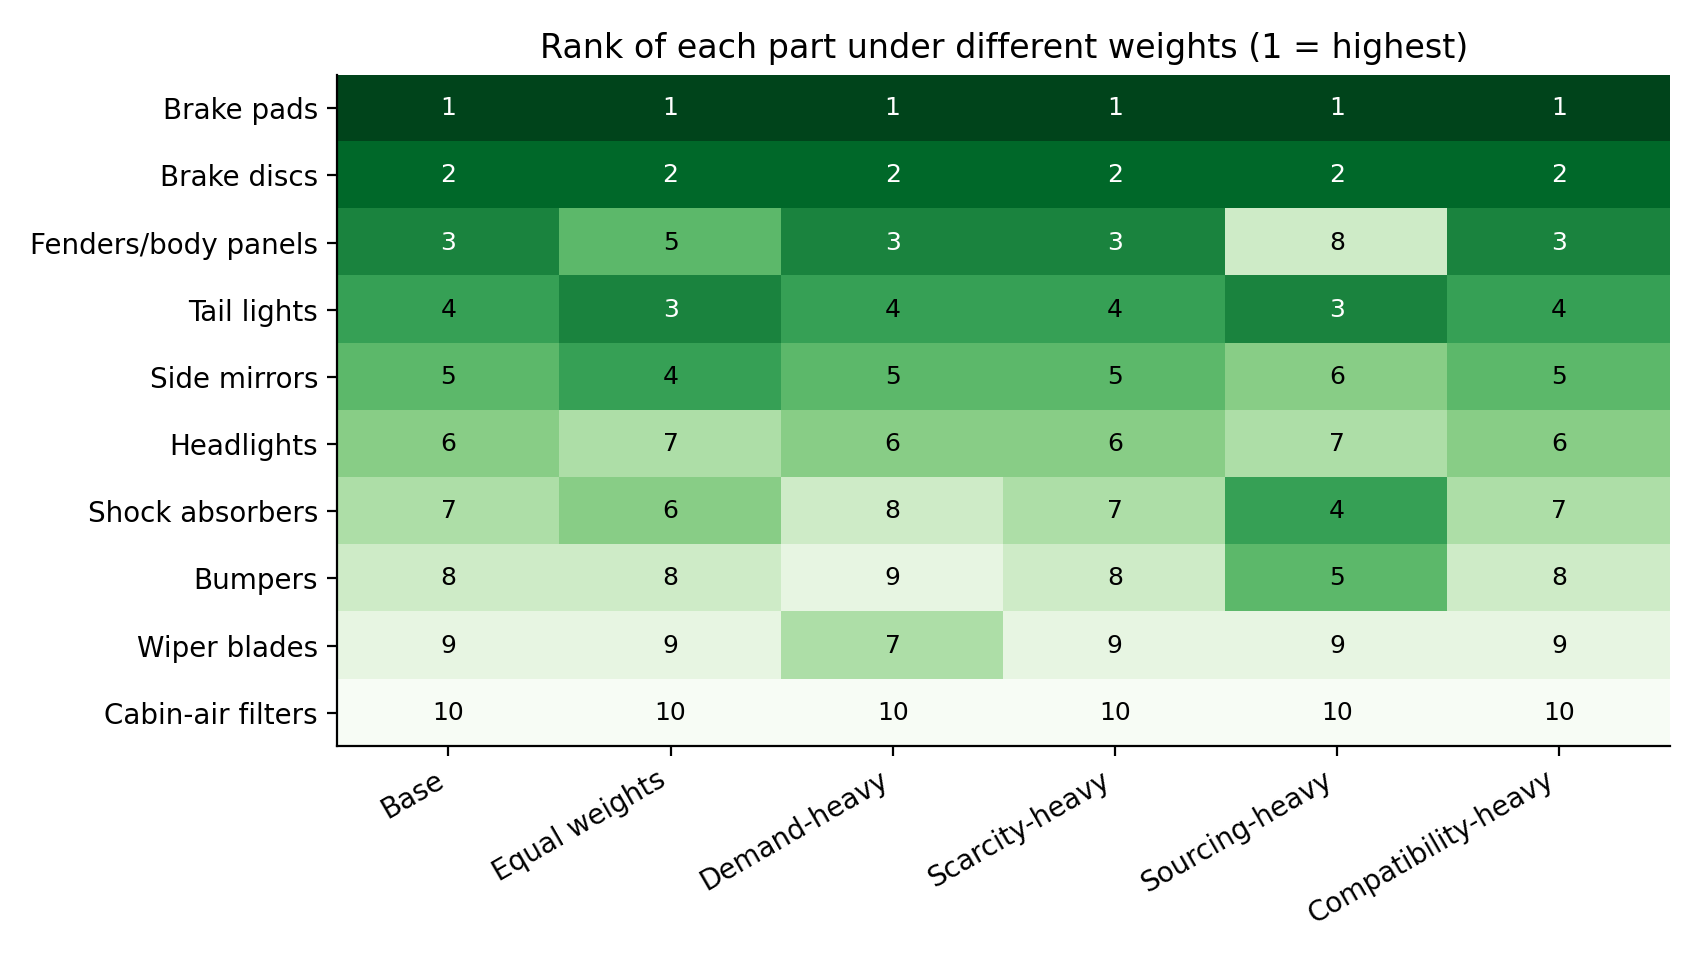 Rank of each part under different weights (1 = highest)
Brake pads 1 1 1 1 1 1
Brake discs 2 2 2 2 2 2
Fenders/body panels 3 5 3 3 8 3
Tail lights 4 3 4 4 3 4
Side mirrors 5 4 5 5 6 5
Headlights 6 7 6 6 7 6
Shock absorbers 7 6 8 7 4 7
Bumpers 8 8 9 8 5 8
Wiper blades 9 9 7 9 9 9
Cabin-air filters 10 10 10 10 10 10
Base
Equal weights
Demand-heavy
Scarcity-heavy
Sourcing-heavy
Compatibility-heavy